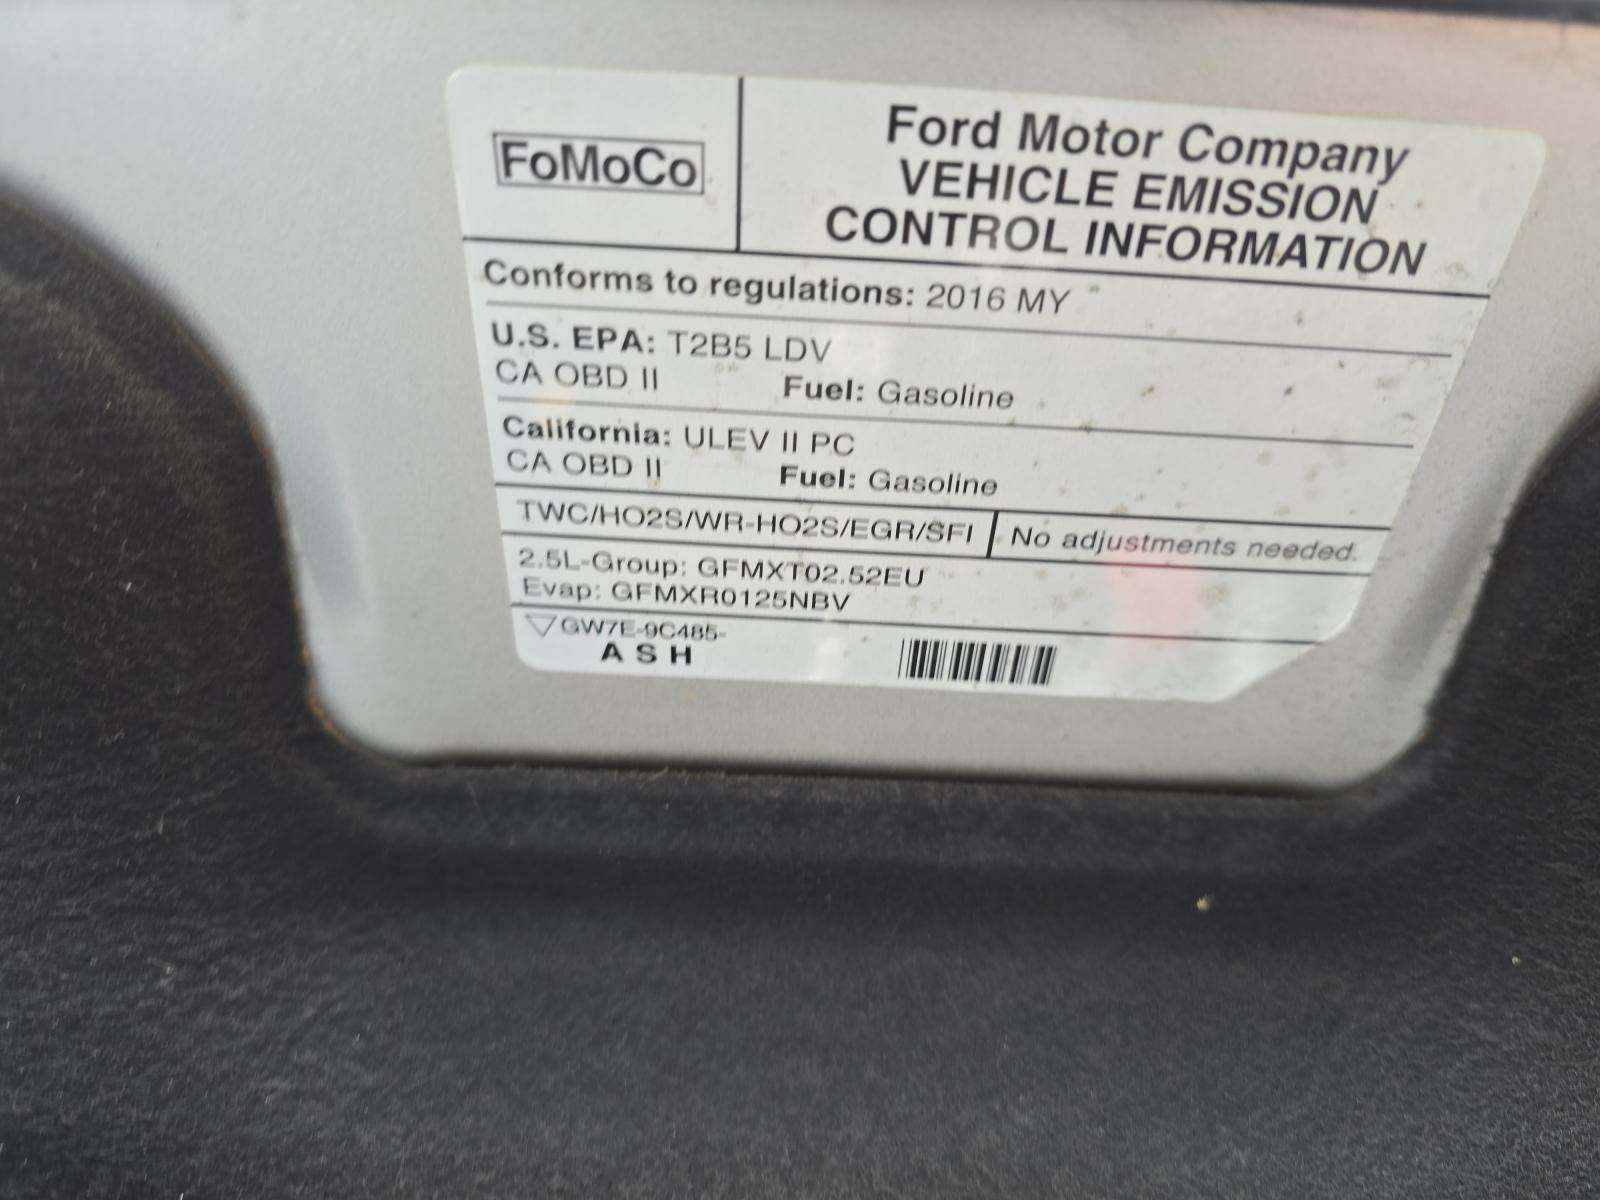 FoMoCo
Ford Motor Company
VEHICLE EMISSION
CONTROL INFORMATION
Conforms to regulations: 2016 MY
U.S. EPA: T2B5 LDV
CA OBD II Fuel: Gasoline
California: ULEV II PC
CA OBD II Fuel: Gasoline
TWC/HO2S/WR-HO2S/EGR/SFI No adjustments needed.
2.5L-Group: GFMXT02.52EU
Evap: GFMXR0125NBV
GW7E-9C485-
ASH